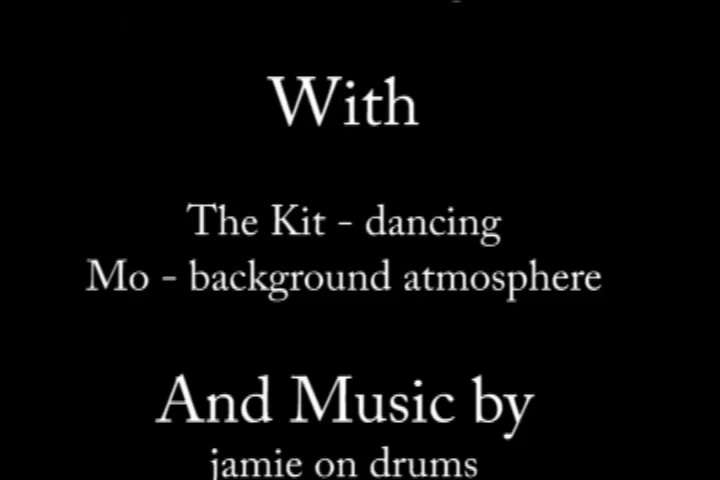 With
The Kit - dancing
Mo - background atmosphere
And Music by
jamie on drums